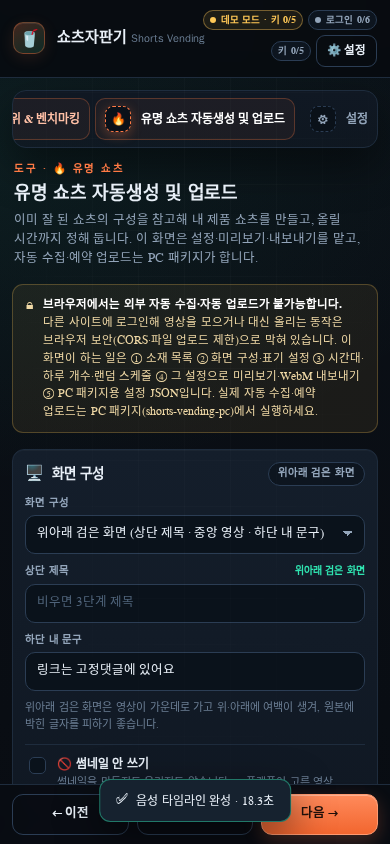 데모 모드 · 키 0/5
로그인 0/6
쇼츠자판기 Shorts Vending
키 0/5
⚙️ 설정
위 & 벤치마킹
🔥 유명 쇼츠 자동생성 및 업로드
⚙ 설정
도구 · 🔥 유명 쇼츠
유명 쇼츠 자동생성 및 업로드
이미 잘 된 쇼츠의 구성을 참고해 내 제품 쇼츠를 만들고, 올릴
시간까지 정해 둡니다. 이 화면은 설정·미리보기·내보내기를 맡고,
자동 수집·예약 업로드는 PC 패키지가 합니다.
브라우저에서는 외부 자동 수집·자동 업로드가 불가능합니다.
다른 사이트에 로그인해 영상을 모으거나 대신 올리는 동작은
브라우저 보안(CORS·파일 업로드 제한)으로 막혀 있습니다. 이
화면이 하는 일은 ① 소재 목록 ② 화면 구성·표기 설정 ③ 시간대·
하루 개수·랜덤 스케줄 ④ 그 설정으로 미리보기·WebM 내보내기
⑤ PC 패키지용 설정 JSON입니다. 실제 자동 수집·예약
업로드는 PC 패키지(shorts-vending-pc)에서 실행하세요.
🖥️ 화면 구성
위아래 검은 화면
화면 구성
위아래 검은 화면 (상단 제목 · 중앙 영상 · 하단 내 문구)
상단 제목
위아래 검은 화면
비우면 3단계 제목
하단 내 문구
링크는 고정댓글에 있어요
위아래 검은 화면은 영상이 가운데로 가고 위·아래에 여백이 생겨, 원본에
박힌 글자를 피하기 좋습니다.
🚫 썸네일 안 쓰기
← 이전
✅ 음성 타임라인 완성 · 18.3초
다음 →